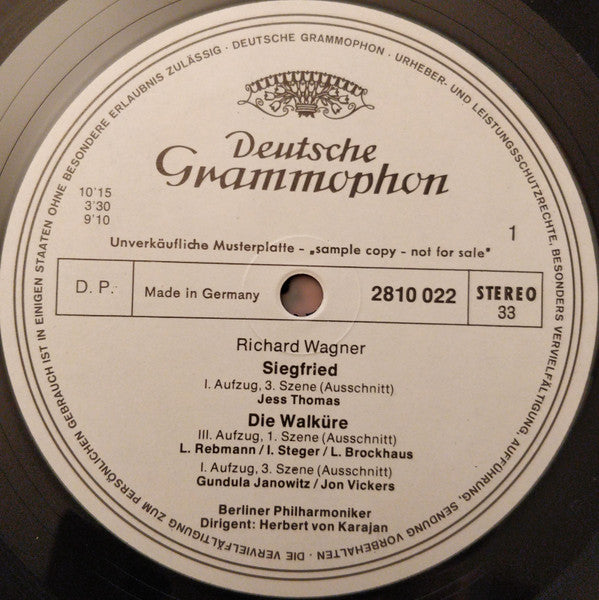 DEUTSCHE GRAMMOPHON · URHEBER- UND LEISTUNGSSCHUTZRECHTE, BESONDERS VERVIELFÄLTIGUNG, AUFFÜHRUNG, SENDUNG VORBEHALTEN · DIE VERVIELFÄLTIGUNG ZUM PERSÖNLICHEN GEBRAUCH IST IN EINIGEN STAATEN OHNE BESONDERE ERLAUBNIS ZULÄSSIG ·
Deutsche
Grammophon
10'15
3'30
9'10
1
Unverkäufliche Musterplatte - „sample copy - not for sale"
D. P. Made in Germany 2810 022 STEREO
33
Richard Wagner
Siegfried
I. Aufzug, 3. Szene (Ausschnitt)
Jess Thomas
Die Walküre
III. Aufzug, 1. Szene (Ausschnitt)
L. Rebmann / I. Steger / L. Brockhaus
I. Aufzug, 3. Szene (Ausschnitt)
Gundula Janowitz / Jon Vickers
Berliner Philharmoniker
Dirigent: Herbert von Karajan